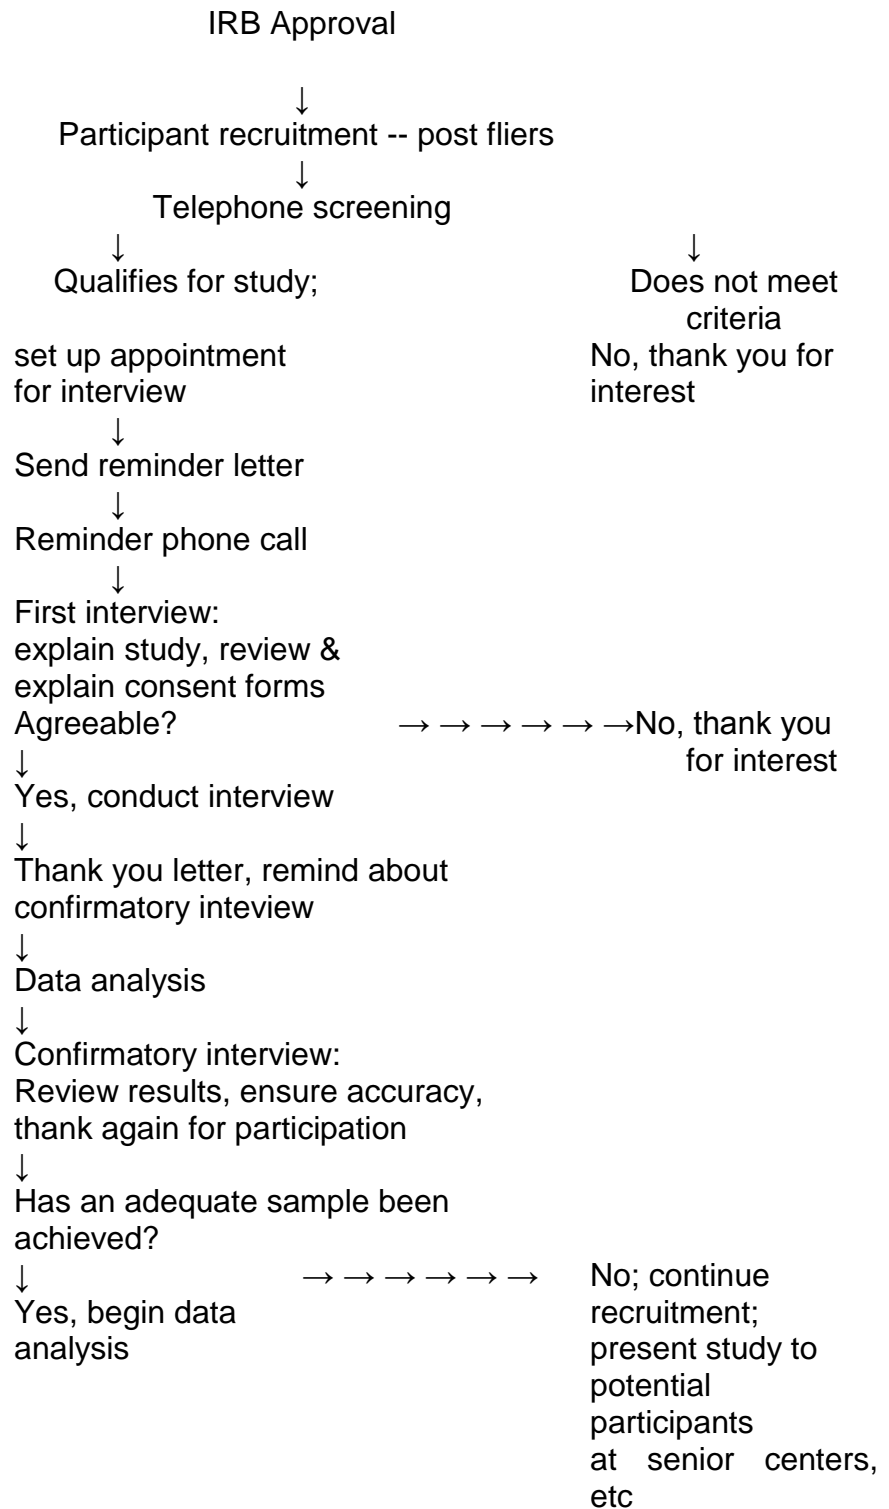 IRB Approval
↓
Participant recruitment -- post fliers
↓
Telephone screening
↓ ↓
Qualifies for study; Does not meet
criteria
set up appointment No, thank you for
for interview interest
↓
Send reminder letter
↓
Reminder phone call
↓
First interview:
explain study, review &
explain consent forms
Agreeable? → → → → → →No, thank you
↓ for interest
Yes, conduct interview
↓
Thank you letter, remind about
confirmatory inteview
↓
Data analysis
↓
Confirmatory interview:
Review results, ensure accuracy,
thank again for participation
↓
Has an adequate sample been
achieved?
↓ → → → → → → No; continue
Yes, begin data recruitment;
analysis present study to
potential
participants
at senior centers,
etc